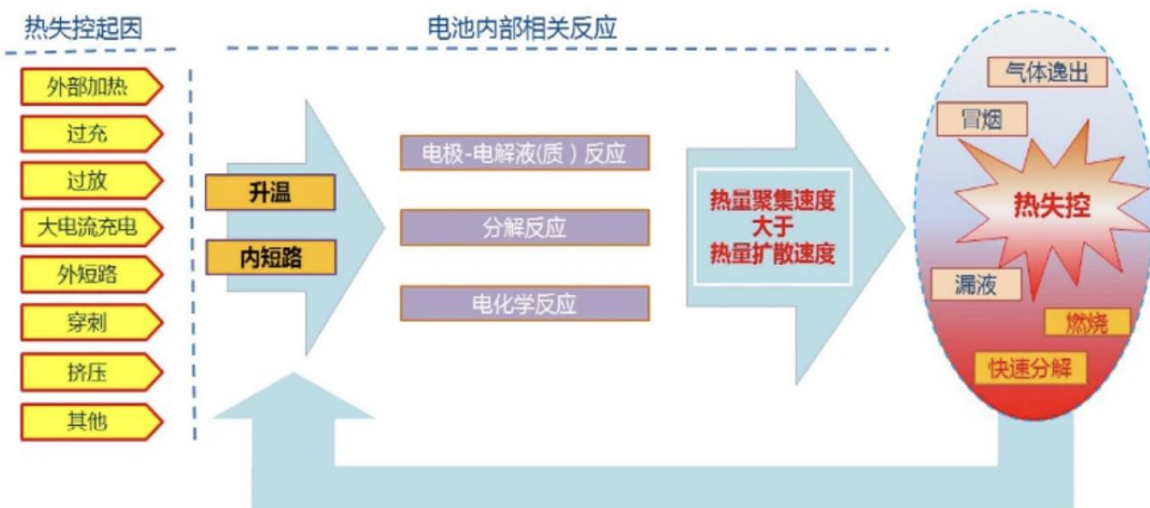 热失控起因
电池内部相关反应
外部加热
过充
过放
大电流充电
外短路
穿刺
挤压
其他
升温
内短路
电极-电解液(质）反应
分解反应
电化学反应
热量聚集速度
大于
热量扩散速度
气体逸出
冒烟
热失控
漏液
燃烧
快速分解